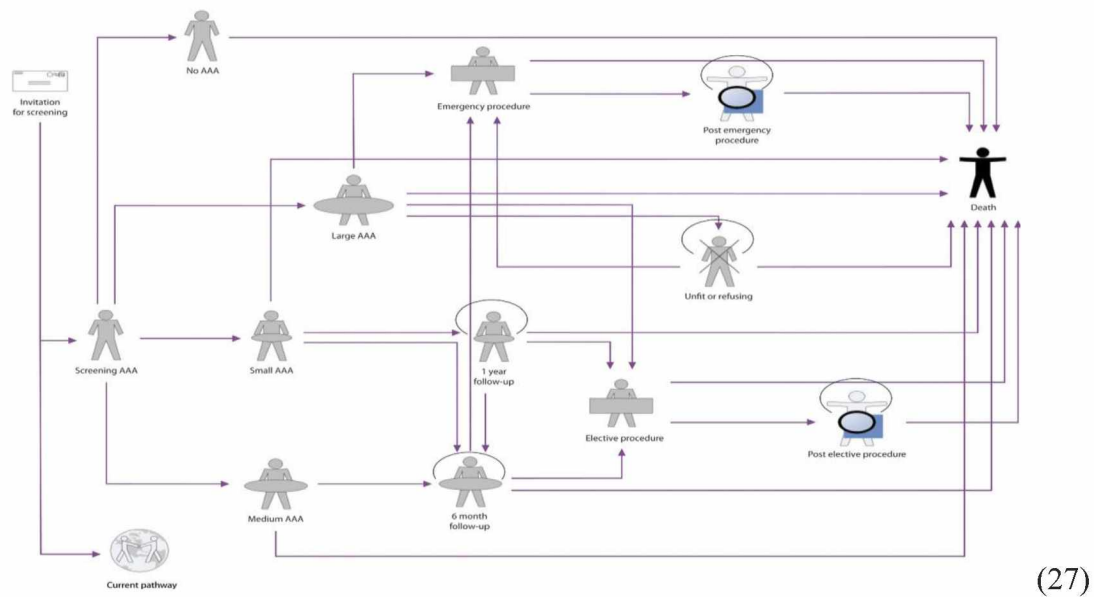 No AAA
Invitation
for screening
Emergency procedure
Post emergency
procedure
Death
Large AAA
Unfit or refusing
Screening AAA
Small AAA
1 year
follow-up
Elective procedure
Post elective procedure
Medium AAA
6 month
follow-up
Current pathway
(27)